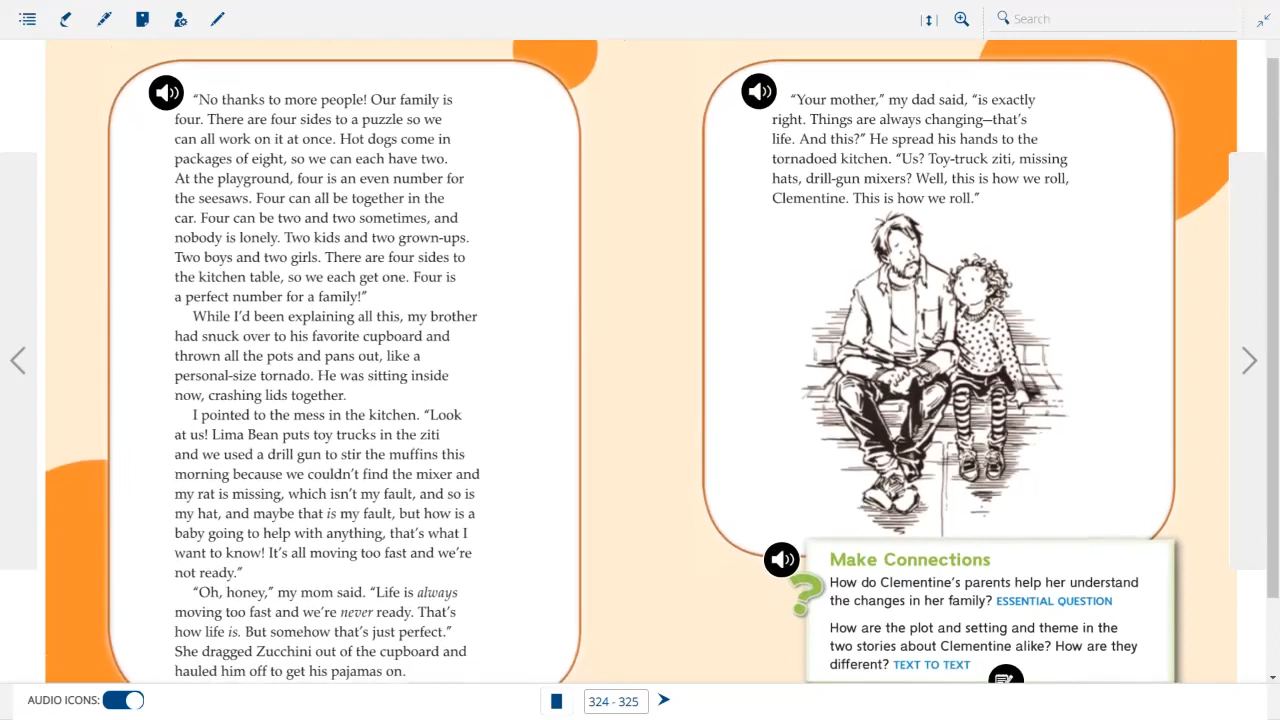 Search
“No thanks to more people! Our family is
four. There are four sides to a puzzle so we
can all work on it at once. Hot dogs come in
packages of eight, so we can each have two.
At the playground, four is an even number for
the seesaws. Four can all be together in the
car. Four can be two and two sometimes, and
nobody is lonely. Two kids and two grown-ups.
Two boys and two girls. There are four sides to
the kitchen table, so we each get one. Four is
a perfect number for a family!”
While I’d been explaining all this, my brother
had snuck over to his favorite cupboard and
thrown all the pots and pans out, like a
personal-size tornado. He was sitting inside
now, crashing lids together.
I pointed to the mess in the kitchen. “Look
at us! Lima Bean puts toy trucks in the ziti
and we used a drill gun to stir the muffins this
morning because we couldn’t find the mixer and
my rat is missing, which isn’t my fault, and so is
my hat, and maybe that is my fault, but how is a
baby going to help with anything, that’s what I
want to know! It’s all moving too fast and we’re
not ready.”
“Oh, honey,” my mom said. “Life is always
moving too fast and we’re never ready. That’s
how life is. But somehow that’s just perfect.”
She dragged Zucchini out of the cupboard and
hauled him off to get his pajamas on.
“Your mother,” my dad said, “is exactly
right. Things are always changing—that’s
life. And this?” He spread his hands to the
tornadoed kitchen. “Us? Toy-truck ziti, missing
hats, drill-gun mixers? Well, this is how we roll,
Clementine. This is how we roll.”
Make Connections
?
How do Clementine’s parents help her understand
the changes in her family? ESSENTIAL QUESTION
How are the plot and setting and theme in the
two stories about Clementine alike? How are they
different? TEXT TO TEXT
AUDIO ICONS:
324 - 325